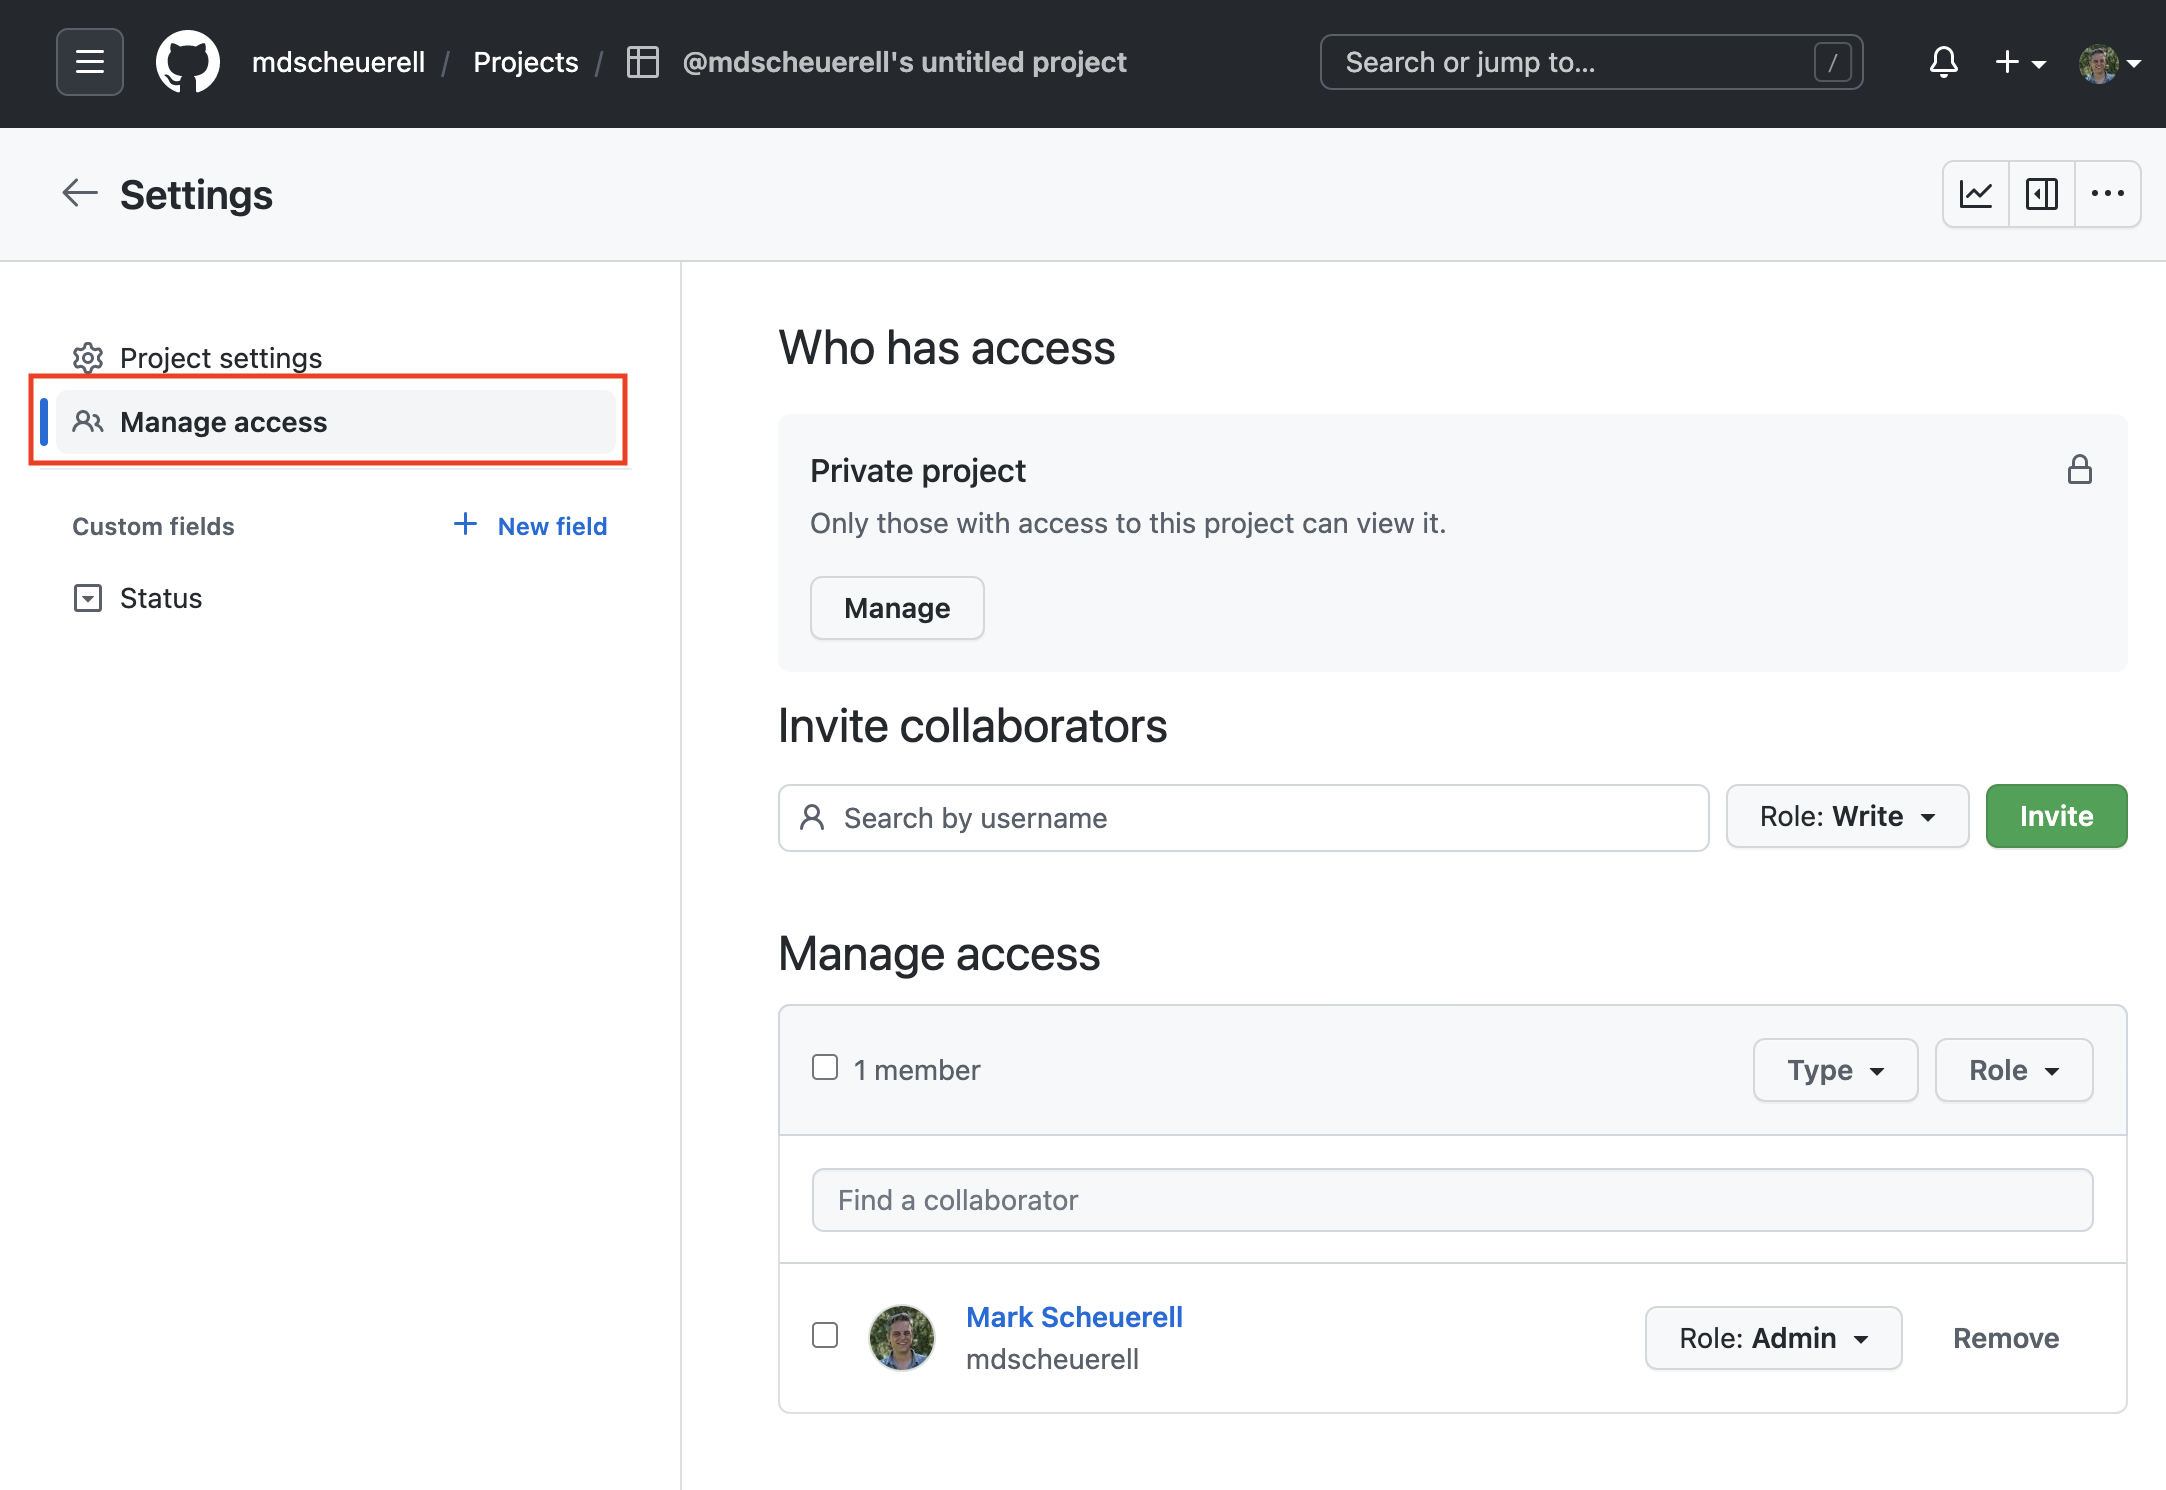 mdscheuerell / Projects / @mdscheuerell's untitled project
Search or jump to... /
Settings
Project settings
Manage access
Custom fields
New field
Status
Who has access
Private project
Only those with access to this project can view it.
Manage
Invite collaborators
Search by username
Role: Write
Invite
Manage access
1 member
Type
Role
Find a collaborator
Mark Scheuerell
mdscheuerell
Role: Admin
Remove